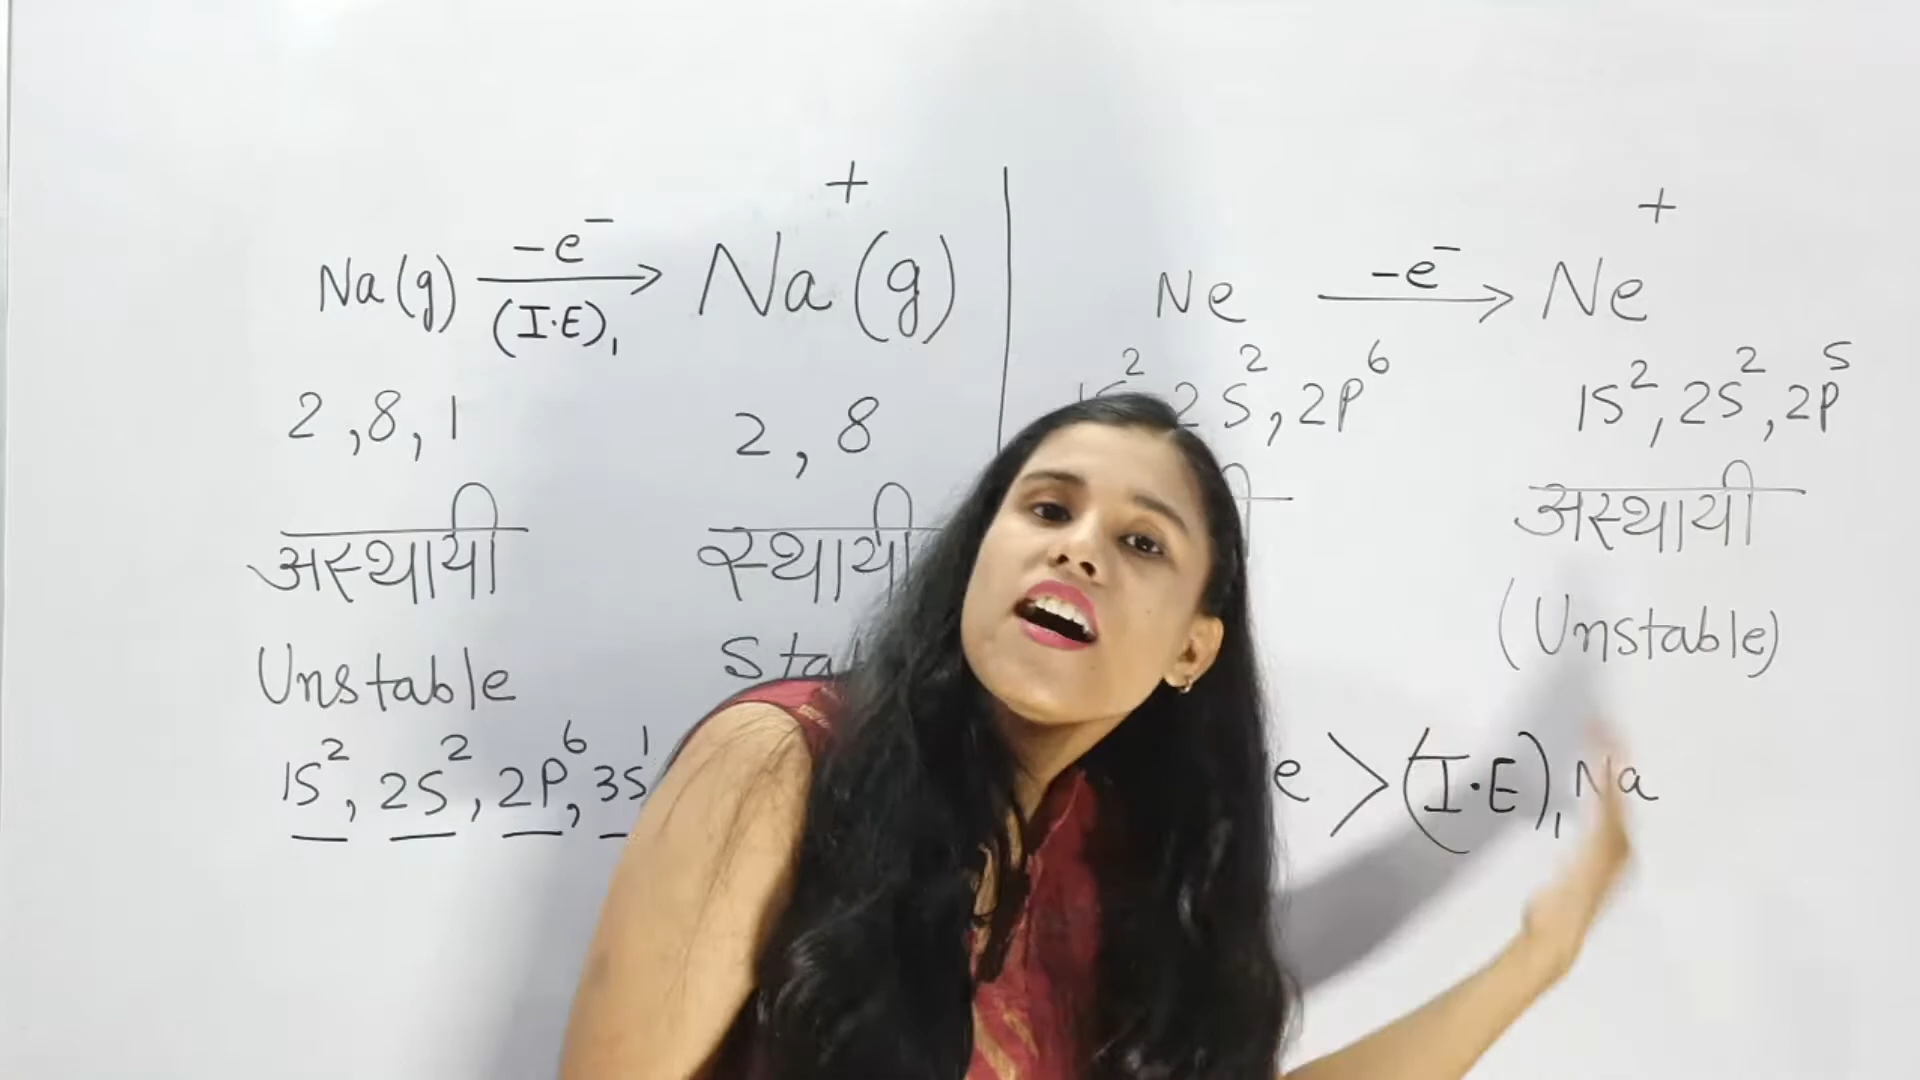 Na(g) -e⁻ → (I.E)₁ Na⁺(g)
2, 8, 1 2, 8
अस्थायी स्थायी
Unstable
1S², 2S², 2P⁶, 3S¹
Ne -e⁻ → Ne⁺
2S², 2P⁶ 1S², 2S², 2P⁵
अस्थायी
(Unstable)
> (I.E)₁ Na